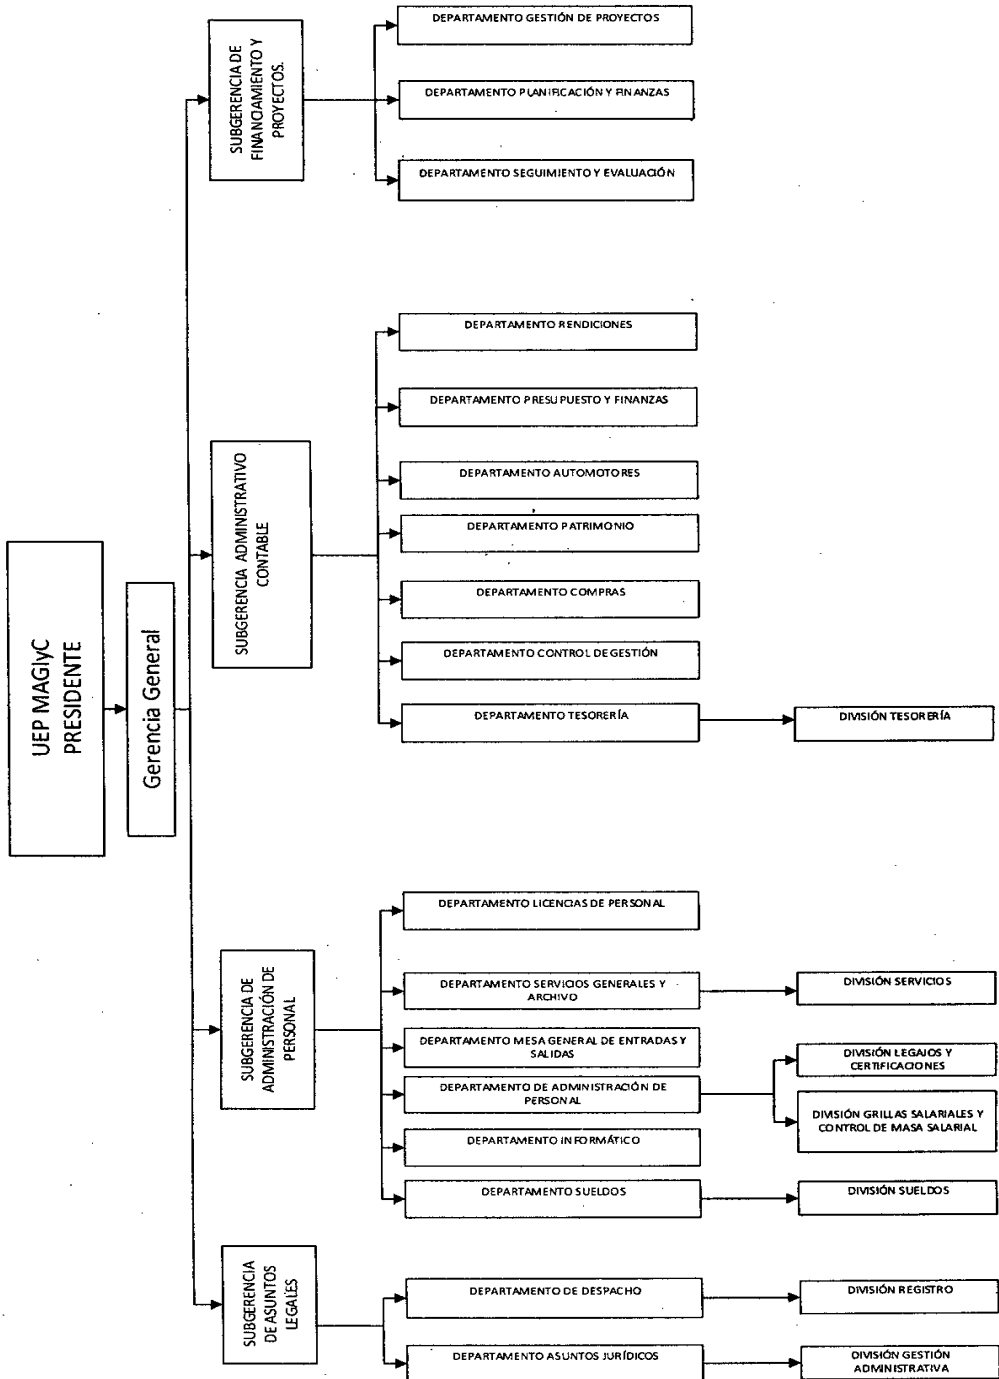 UEP MAGIyC
PRESIDENTE
Gerencia General
SUBGERENCIA DE
FINANCIAMIENTO Y
PROYECTOS.
DEPARTAMENTO GESTIÓN DE PROYECTOS
DEPARTAMENTO PLANIFICACIÓN Y FINANZAS
DEPARTAMENTO SEGUIMIENTO Y EVALUACIÓN
SUBGERENCIA ADMINISTRATIVO
CONTABLE
DEPARTAMENTO RENDICIONES
DEPARTAMENTO PRESUPUESTO Y FINANZAS
DEPARTAMENTO AUTOMOTORES
DEPARTAMENTO PATRIMONIO
DEPARTAMENTO COMPRAS
DEPARTAMENTO CONTROL DE GESTIÓN
DEPARTAMENTO TESORERÍA
DIVISIÓN TESORERÍA
SUBGERENCIA DE
ADMINISTRACIÓN DE
PERSONAL
DEPARTAMENTO LICENCIAS DE PERSONAL
DEPARTAMENTO SERVICIOS GENERALES Y
ARCHIVO
DIVISIÓN SERVICIOS
DEPARTAMENTO MESA GENERAL DE ENTRADAS Y
SALIDAS
DEPARTAMENTO DE ADMINISTRACIÓN DE
PERSONAL
DIVISIÓN LEGAJOS Y
CERTIFICACIONES
DIVISIÓN GRILLAS SALARIALES Y
CONTROL DE MASA SALARIAL
DEPARTAMENTO INFORMÁTICO
DEPARTAMENTO SUELDOS
DIVISIÓN SUELDOS
SUBGERENCIA
DE ASUNTOS
LEGALES
DEPARTAMENTO DE DESPACHO
DIVISIÓN REGISTRO
DEPARTAMENTO ASUNTOS JURÍDICOS
DIVISIÓN GESTIÓN
ADMINISTRATIVA